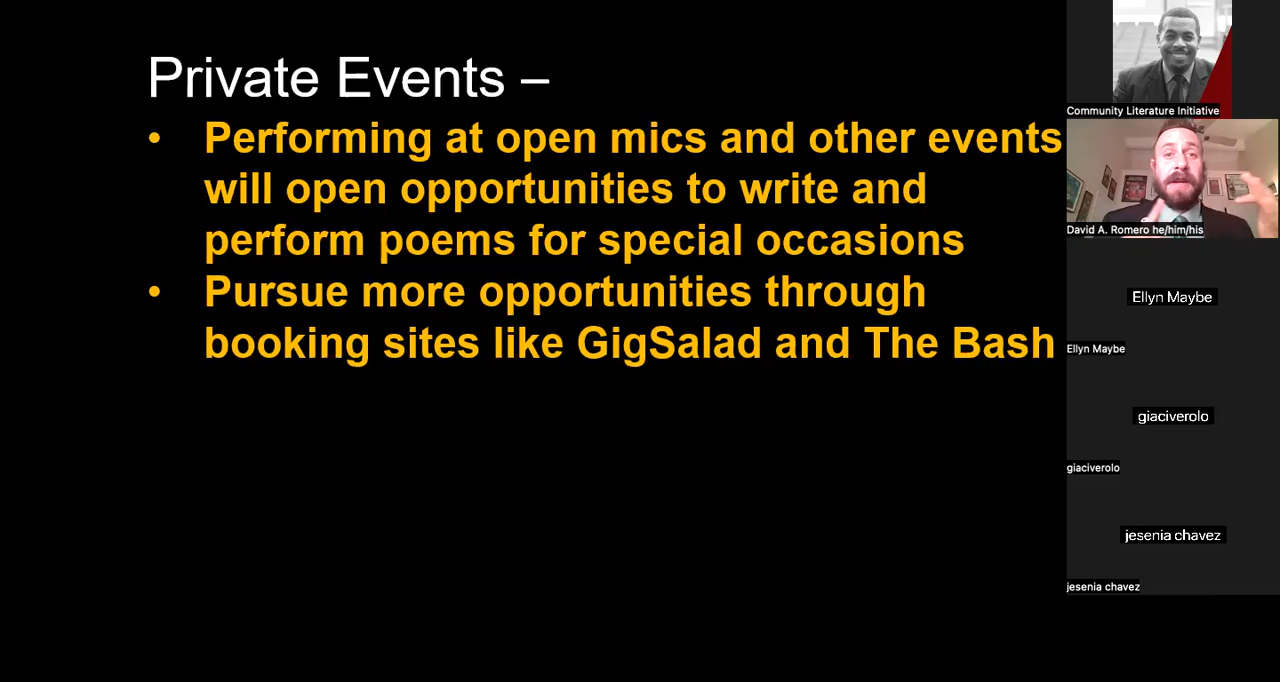 Private Events –
• Performing at open mics and other events
will open opportunities to write and
perform poems for special occasions
• Pursue more opportunities through
booking sites like GigSalad and The Bash
Community Literature Initiative
David A. Romero he/him/his
Ellyn Maybe
Ellyn Maybe
giaciverolo
giaciverolo
jesenia chavez
jesenia chavez